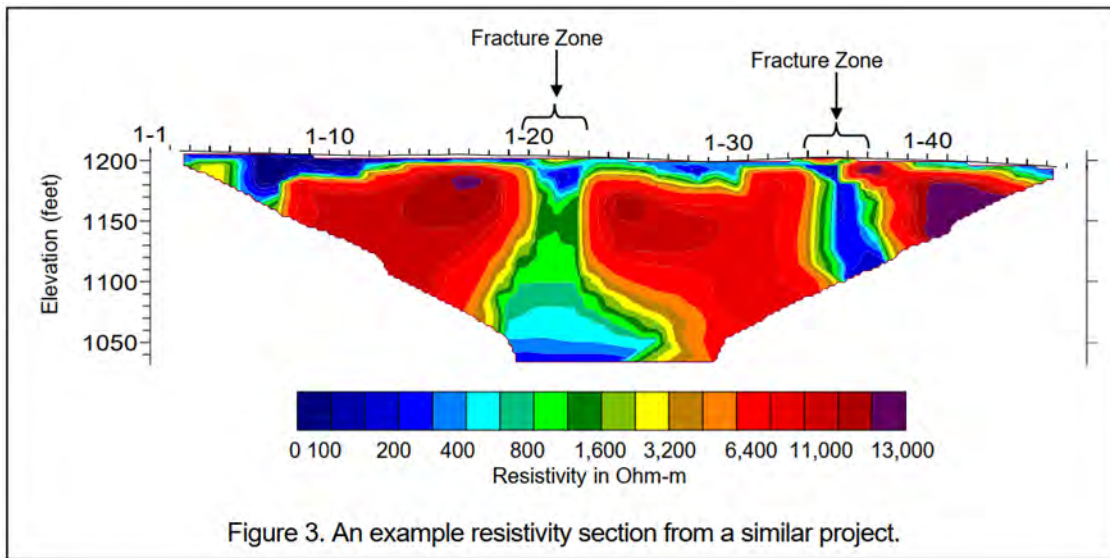 Fracture Zone
Fracture Zone
1-1
1-10
1-20
1-30
1-40
1200
1150
1100
1050
Elevation (feet)
0 100 200 400 800 1,600 3,200 6,400 11,000 13,000
Resistivity in Ohm-m
Figure 3. An example resistivity section from a similar project.